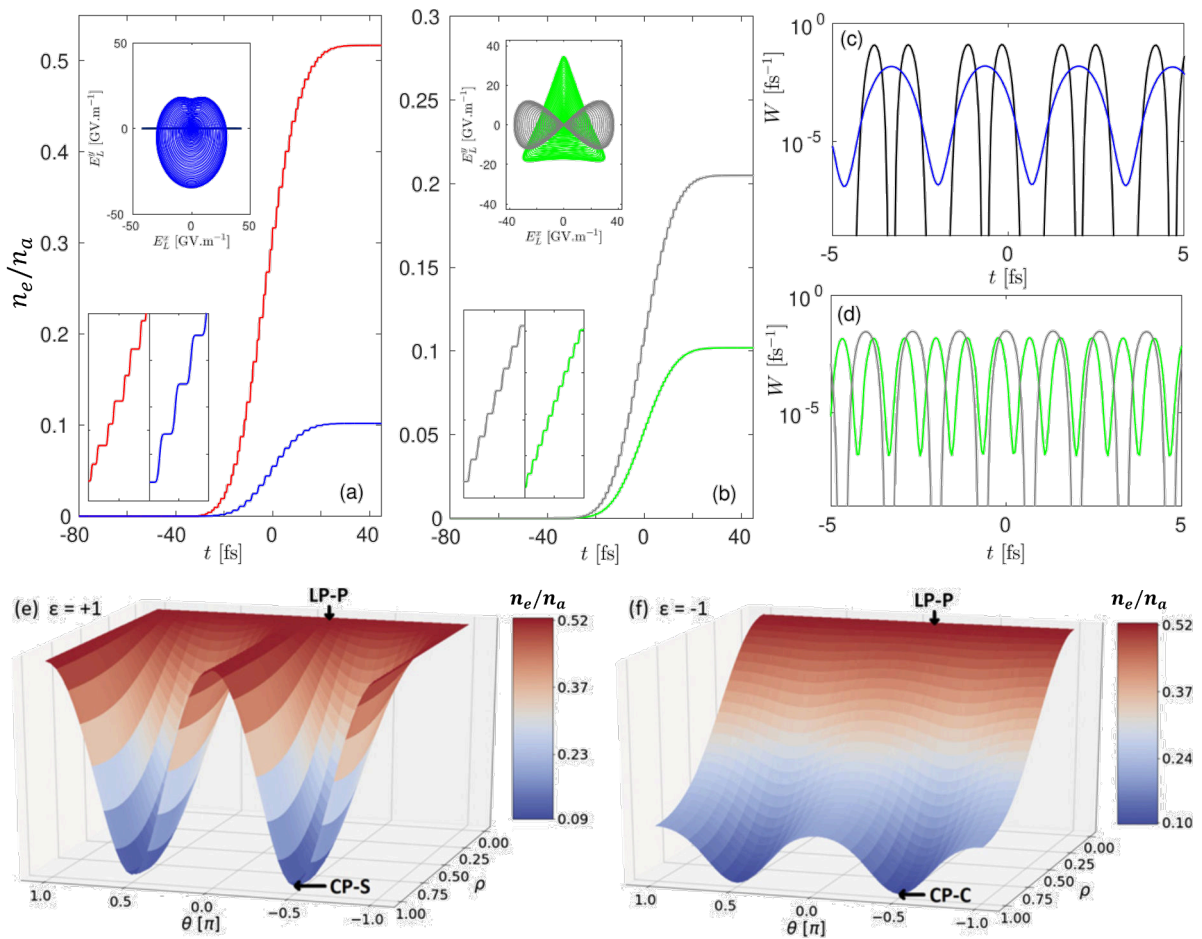 n_e/n_a
0.5
0.4
0.3
0.2
0.1
0
-80
-40
0
40
t [fs]
(a)
50
0
-50
-50
0
50
E_L^y [GV.m⁻¹]
E_L^x [GV.m⁻¹]
0.3
0.25
0.2
0.15
0.1
0.05
0
-80
-40
0
40
t [fs]
(b)
40
20
0
-20
-40
-40
0
40
E_L^y [GV.m⁻¹]
E_L^x [GV.m⁻¹]
(c)
W [fs⁻¹]
10⁰
10⁻⁵
-5
0
5
t [fs]
(d)
W [fs⁻¹]
10⁰
10⁻⁵
-5
0
5
t [fs]
(e) ε = +1
LP-P
n_e/n_a
0.52
0.37
0.23
0.09
CP-S
1.0
0.5
0.0
-0.5
-1.0
θ [π]
0.00
0.25
0.50
0.75
1.00
ρ
(f) ε = -1
LP-P
n_e/n_a
0.52
0.37
0.23
0.10
CP-C
1.0
0.5
0.0
-0.5
-1.0
θ [π]
0.00
0.25
0.50
0.75
1.00
ρ